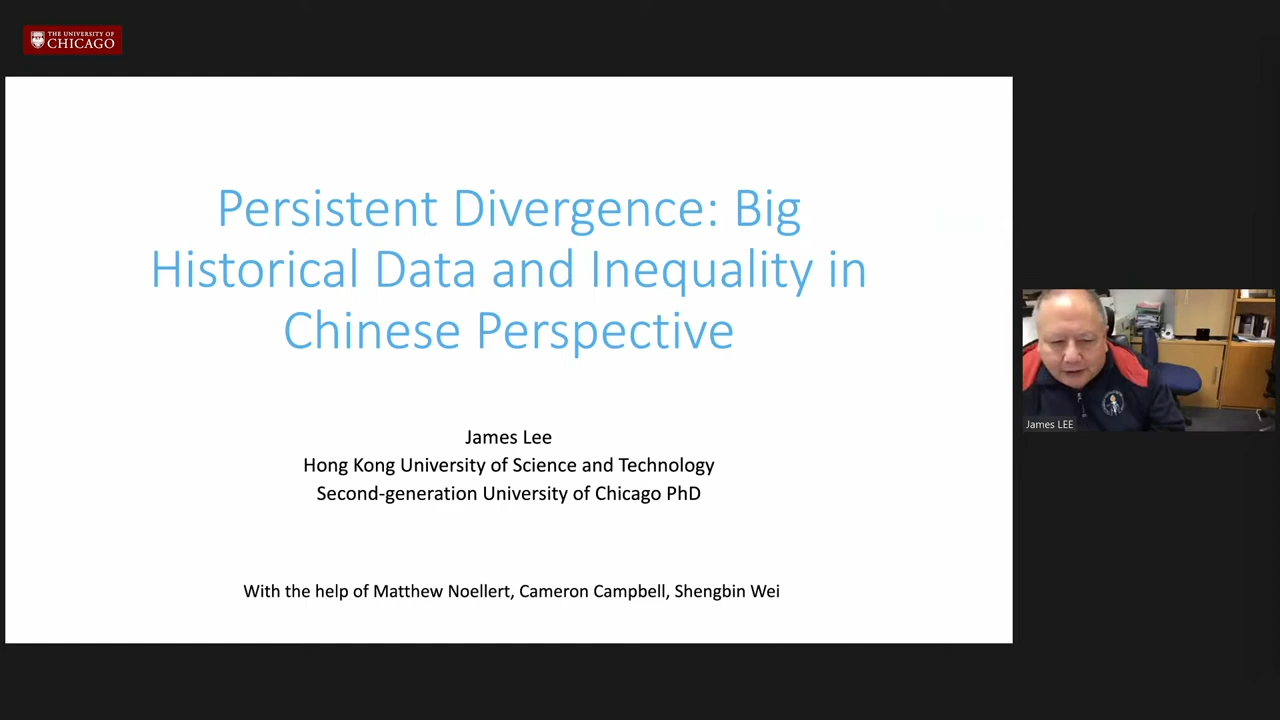 THE UNIVERSITY OF
CHICAGO
Persistent Divergence: Big
Historical Data and Inequality in
Chinese Perspective
James Lee
Hong Kong University of Science and Technology
Second-generation University of Chicago PhD
With the help of Matthew Noellert, Cameron Campbell, Shengbin Wei
James LEE